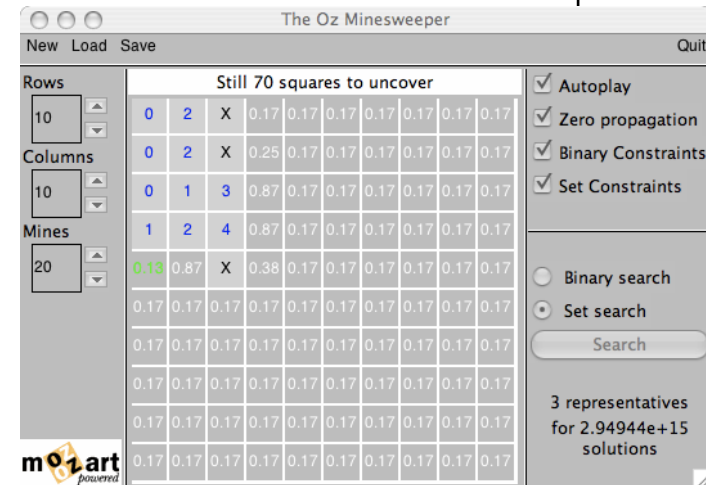 The Oz Minesweeper
New Load Save Quit
Rows
10
Columns
10
Mines
20
Still 70 squares to uncover
0 2 X 0.17 0.17 0.17 0.17 0.17 0.17 0.17
0 2 X 0.25 0.17 0.17 0.17 0.17 0.17 0.17
0 1 3 0.87 0.17 0.17 0.17 0.17 0.17 0.17
1 2 4 0.87 0.17 0.17 0.17 0.17 0.17 0.17
0.13 0.87 X 0.38 0.17 0.17 0.17 0.17 0.17 0.17
0.17 0.17 0.17 0.17 0.17 0.17 0.17 0.17 0.17 0.17
0.17 0.17 0.17 0.17 0.17 0.17 0.17 0.17 0.17 0.17
0.17 0.17 0.17 0.17 0.17 0.17 0.17 0.17 0.17 0.17
0.17 0.17 0.17 0.17 0.17 0.17 0.17 0.17 0.17 0.17
0.17 0.17 0.17 0.17 0.17 0.17 0.17 0.17 0.17 0.17
Autoplay
Zero propagation
Binary Constraints
Set Constraints
Binary search
Set search
Search
3 representatives
for 2.94944e+15
solutions
mozart
powered